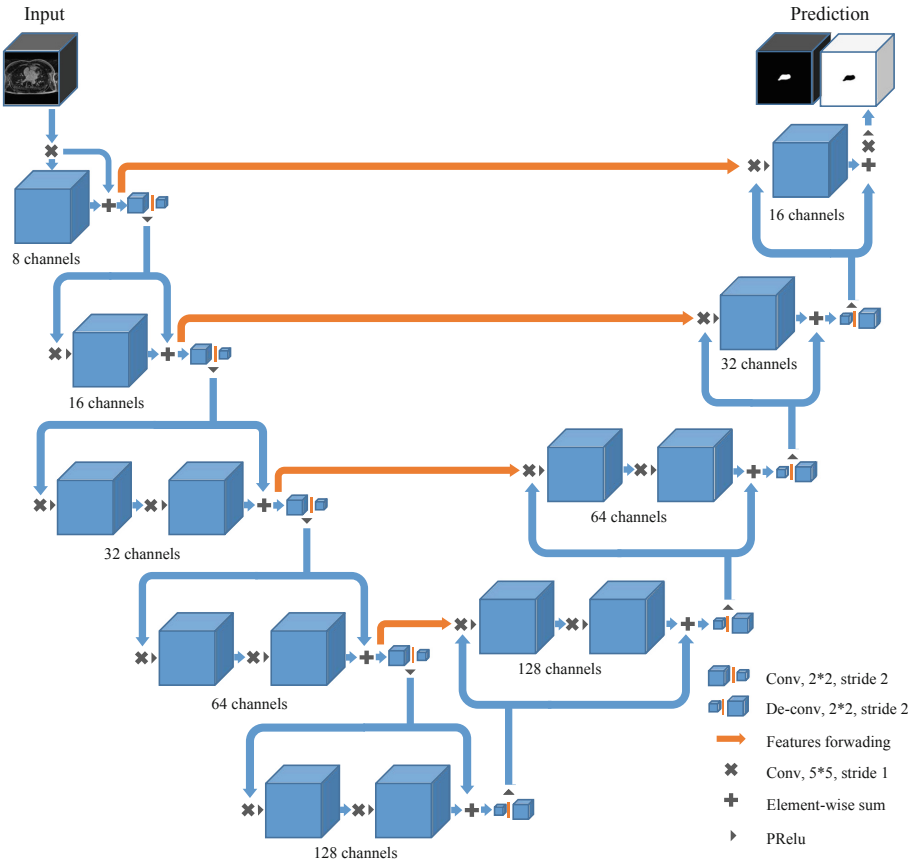 Input
Prediction
8 channels
16 channels
16 channels
32 channels
32 channels
64 channels
64 channels
128 channels
128 channels
Conv, 2*2, stride 2
De-conv, 2*2, stride 2
Features forwading
Conv, 5*5, stride 1
Element-wise sum
PRelu